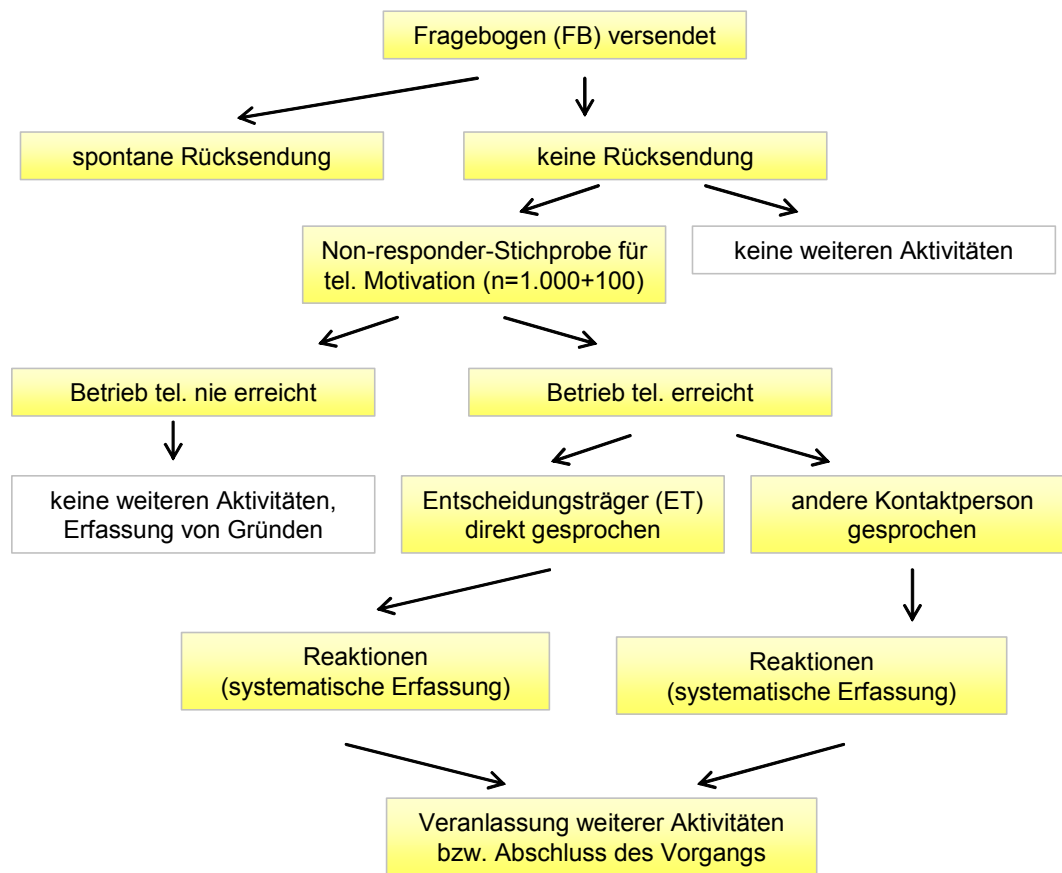 Fragebogen (FB) versendet
spontane Rücksendung
keine Rücksendung
Non-responder-Stichprobe für
tel. Motivation (n=1.000+100)
keine weiteren Aktivitäten
Betrieb tel. nie erreicht
Betrieb tel. erreicht
keine weiteren Aktivitäten,
Erfassung von Gründen
Entscheidungsträger (ET)
direkt gesprochen
andere Kontaktperson
gesprochen
Reaktionen
(systematische Erfassung)
Reaktionen
(systematische Erfassung)
Veranlassung weiterer Aktivitäten
bzw. Abschluss des Vorgangs